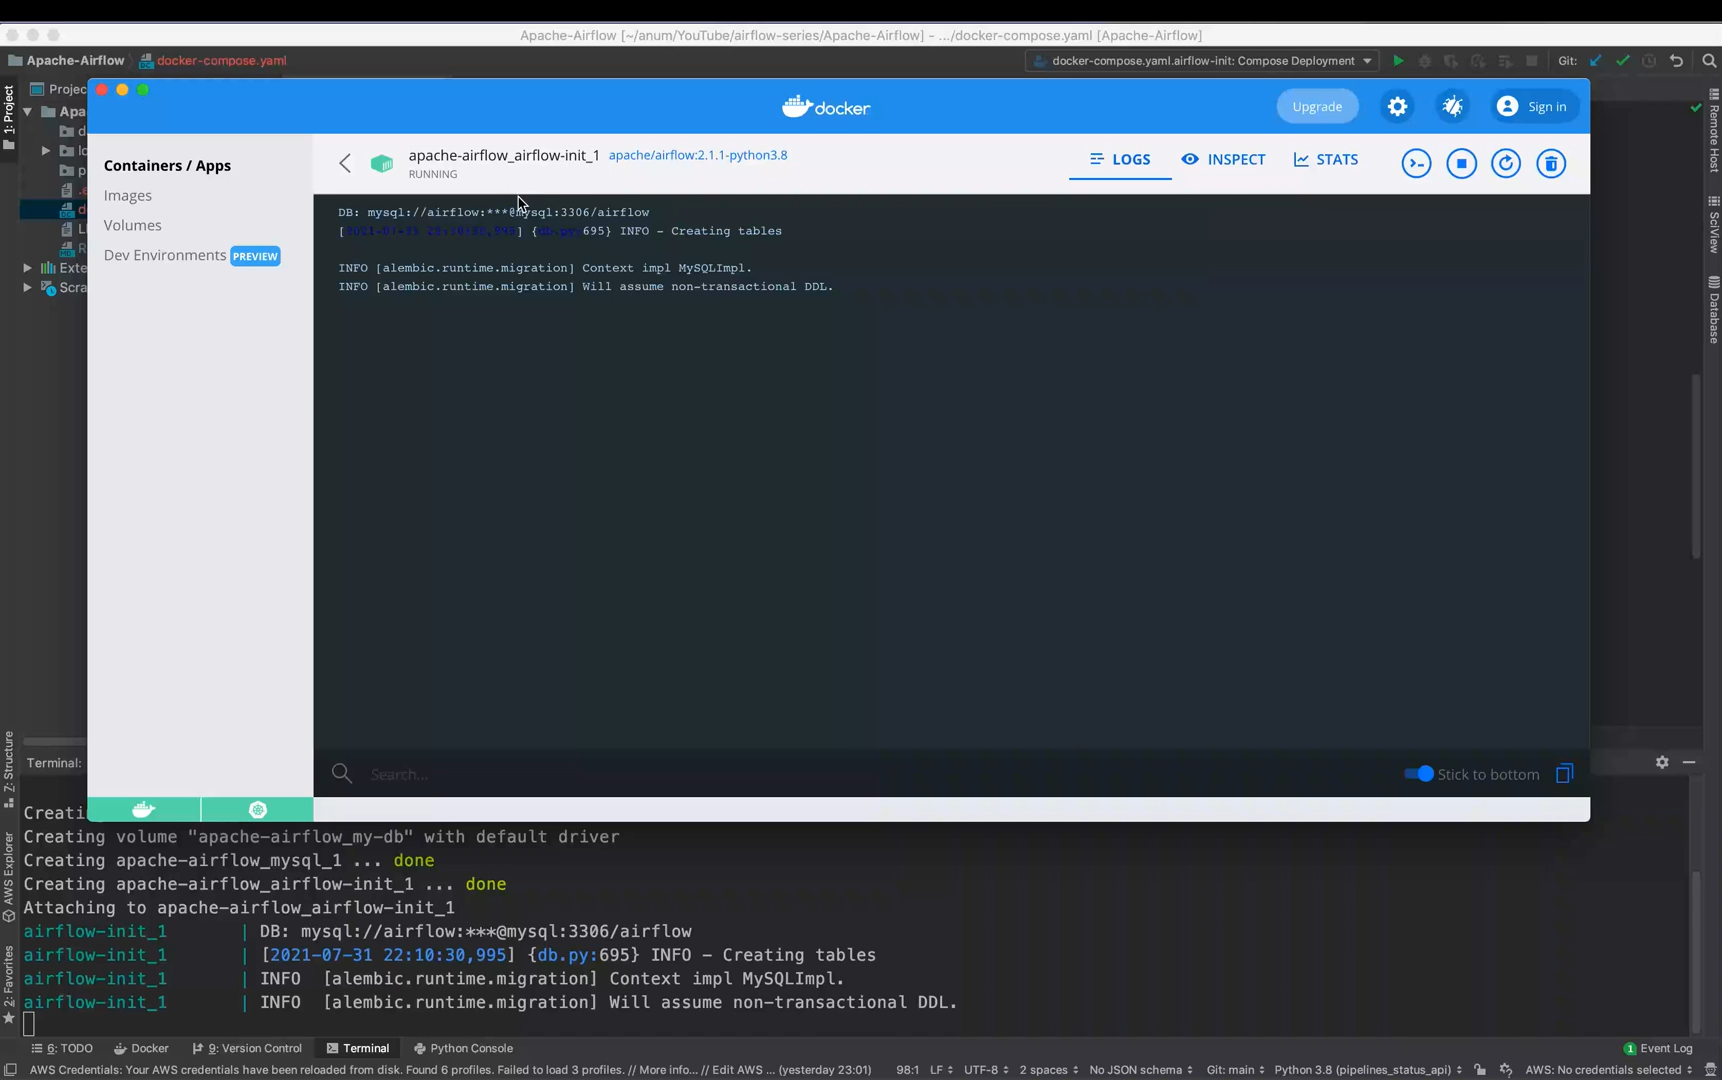 Apache-Airflow [~/anum/YouTube/airflow-series/Apache-Airflow] - .../docker-compose.yaml [Apache-Airflow]
Apache-Airflow docker-compose.yaml docker-compose.yaml.airflow-init: Compose Deployment Git:
1: Project
Remote Host
SciView
Database
docker
Upgrade
Sign in
Containers / Apps
Images
Volumes
Dev Environments PREVIEW
apache-airflow_airflow-init_1 apache/airflow:2.1.1-python3.8
RUNNING
LOGS INSPECT STATS
DB: mysql://airflow:***@mysql:3306/airflow
[2021-07-31 22:10:30,995] {db.py:695} INFO - Creating tables
INFO [alembic.runtime.migration] Context impl MySQLImpl.
INFO [alembic.runtime.migration] Will assume non-transactional DDL.
Search...
Stick to bottom
Z: Structure
AWS Explorer
2: Favorites
Terminal:
Creating volume "apache-airflow_my-db" with default driver
Creating apache-airflow_mysql_1 ... done
Creating apache-airflow_airflow-init_1 ... done
Attaching to apache-airflow_airflow-init_1
airflow-init_1 | DB: mysql://airflow:***@mysql:3306/airflow
airflow-init_1 | [2021-07-31 22:10:30,995] {db.py:695} INFO - Creating tables
airflow-init_1 | INFO [alembic.runtime.migration] Context impl MySQLImpl.
airflow-init_1 | INFO [alembic.runtime.migration] Will assume non-transactional DDL.
6: TODO Docker 9: Version Control Terminal Python Console 1 Event Log
AWS Credentials: Your AWS credentials have been reloaded from disk. Found 6 profiles. Failed to load 3 profiles. // More info... // Edit AWS ... (yesterday 23:01) 98:1 LF UTF-8 2 spaces No JSON schema Git: main Python 3.8 (pipelines_status_api) AWS: No credentials selected